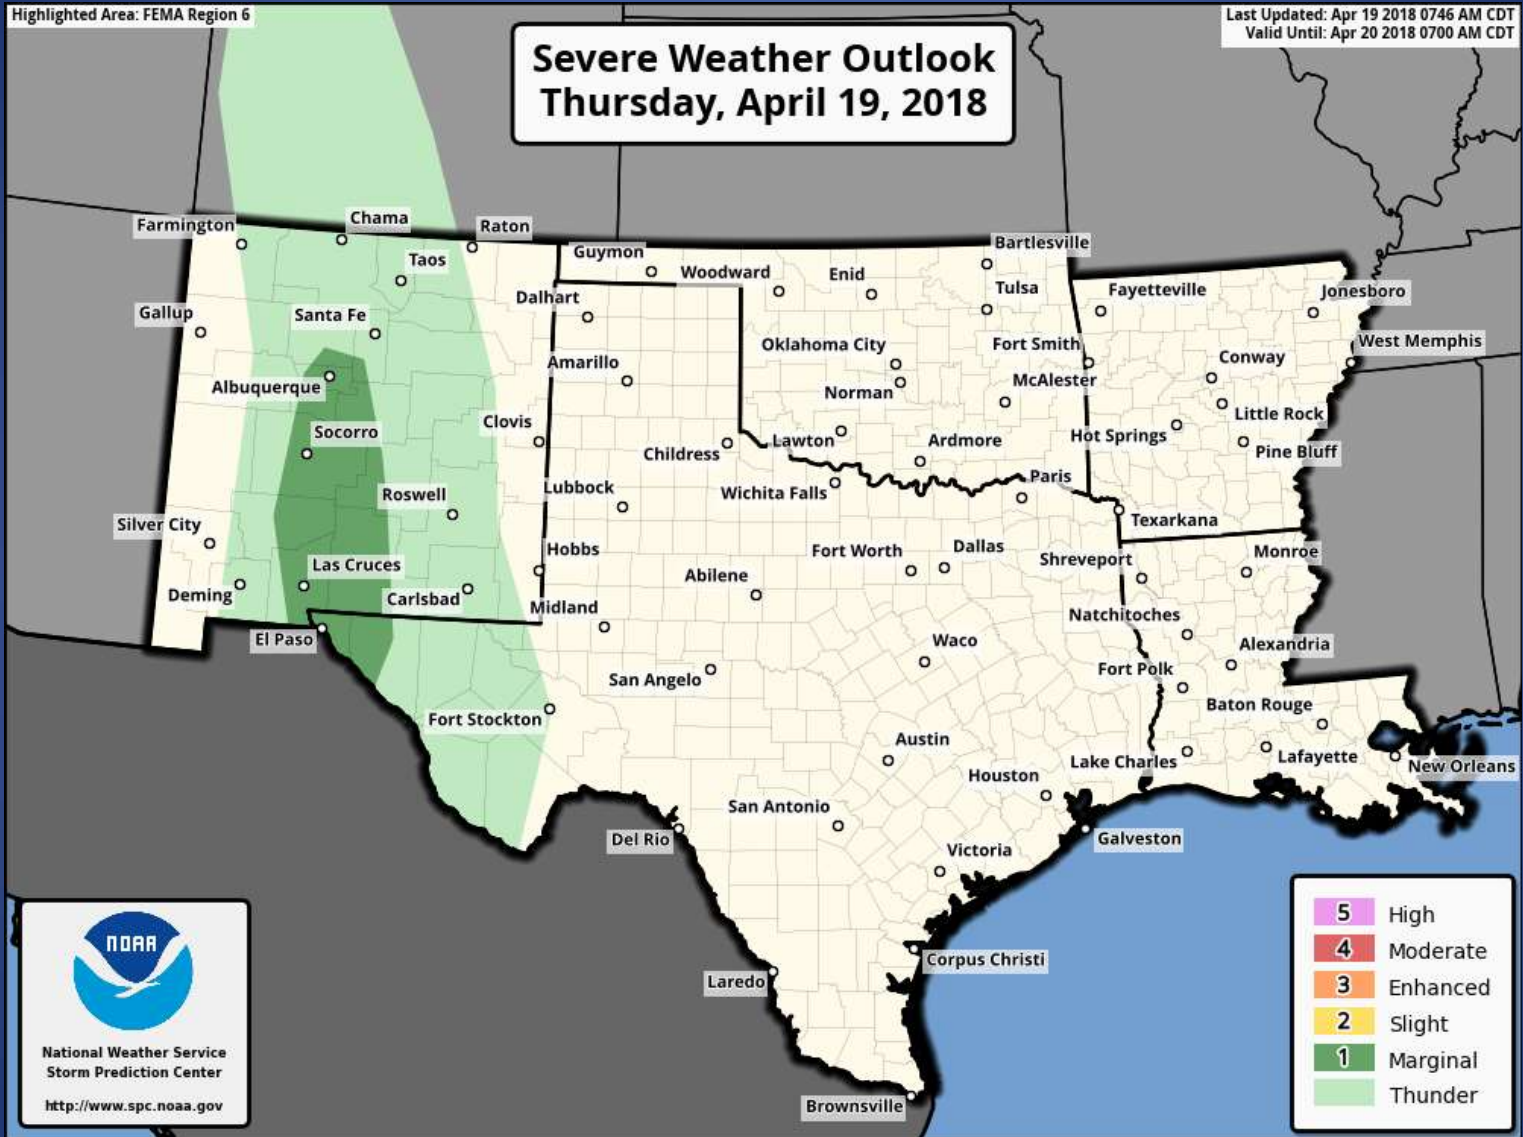 Highlighted Area: FEMA Region 6
Last Updated: Apr 19 2018 0746 AM CDT
Valid Until: Apr 20 2018 0700 AM CDT
Severe Weather Outlook
Thursday, April 19, 2018
Farmington
Chama
Raton
Taos
Guymon
Woodward
Enid
Bartlesville
Tulsa
Fayetteville
Jonesboro
Gallup
Santa Fe
Dalhart
Oklahoma City
Fort Smith
West Memphis
Albuquerque
Amarillo
Norman
McAlester
Conway
Little Rock
Socorro
Clovis
Childress
Lawton
Ardmore
Hot Springs
Pine Bluff
Roswell
Lubbock
Wichita Falls
Paris
Texarkana
Silver City
Las Cruces
Hobbs
Fort Worth
Dallas
Shreveport
Monroe
Deming
Carlsbad
Midland
Abilene
Natchitoches
El Paso
San Angelo
Waco
Fort Polk
Alexandria
Fort Stockton
Austin
Baton Rouge
Houston
Lake Charles
Lafayette
New Orleans
San Antonio
Del Rio
Victoria
Galveston
Laredo
Corpus Christi
Brownsville
NOAA
National Weather Service
Storm Prediction Center
http://www.spc.noaa.gov
5 High
4 Moderate
3 Enhanced
2 Slight
1 Marginal
Thunder